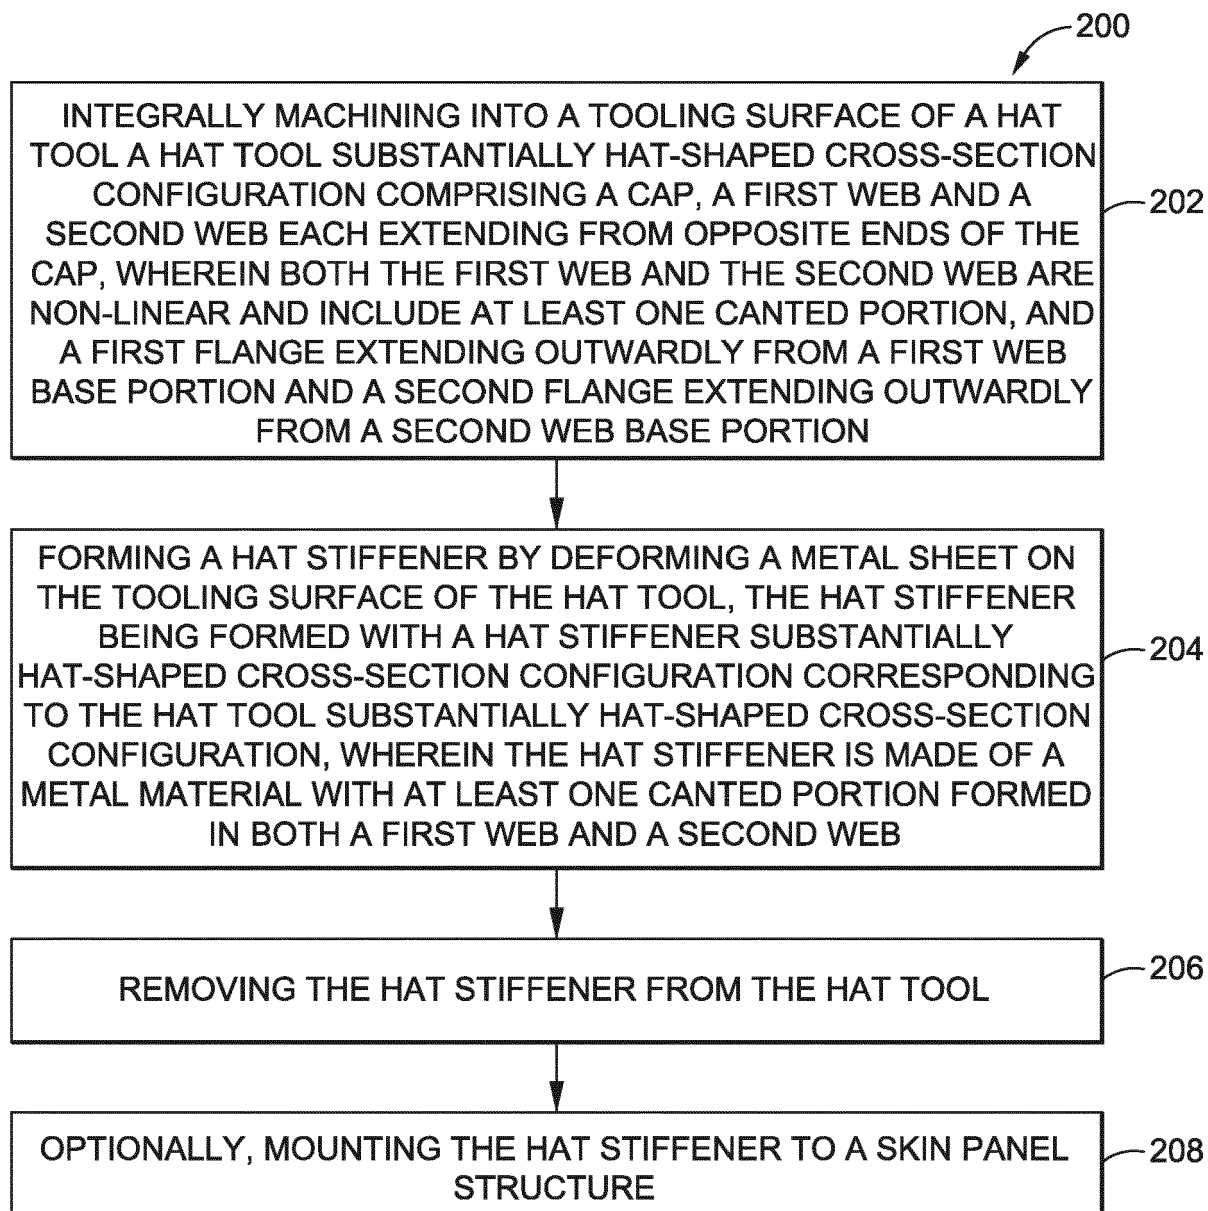 200
INTEGRALLY MACHINING INTO A TOOLING SURFACE OF A HAT
TOOL A HAT TOOL SUBSTANTIALLY HAT-SHAPED CROSS-SECTION
CONFIGURATION COMPRISING A CAP, A FIRST WEB AND A
SECOND WEB EACH EXTENDING FROM OPPOSITE ENDS OF THE
CAP, WHEREIN BOTH THE FIRST WEB AND THE SECOND WEB ARE
NON-LINEAR AND INCLUDE AT LEAST ONE CANTED PORTION, AND
A FIRST FLANGE EXTENDING OUTWARDLY FROM A FIRST WEB
BASE PORTION AND A SECOND FLANGE EXTENDING OUTWARDLY
FROM A SECOND WEB BASE PORTION
202
FORMING A HAT STIFFENER BY DEFORMING A METAL SHEET ON
THE TOOLING SURFACE OF THE HAT TOOL, THE HAT STIFFENER
BEING FORMED WITH A HAT STIFFENER SUBSTANTIALLY
HAT-SHAPED CROSS-SECTION CONFIGURATION CORRESPONDING
TO THE HAT TOOL SUBSTANTIALLY HAT-SHAPED CROSS-SECTION
CONFIGURATION, WHEREIN THE HAT STIFFENER IS MADE OF A
METAL MATERIAL WITH AT LEAST ONE CANTED PORTION FORMED
IN BOTH A FIRST WEB AND A SECOND WEB
204
REMOVING THE HAT STIFFENER FROM THE HAT TOOL
206
OPTIONALLY, MOUNTING THE HAT STIFFENER TO A SKIN PANEL
STRUCTURE
208